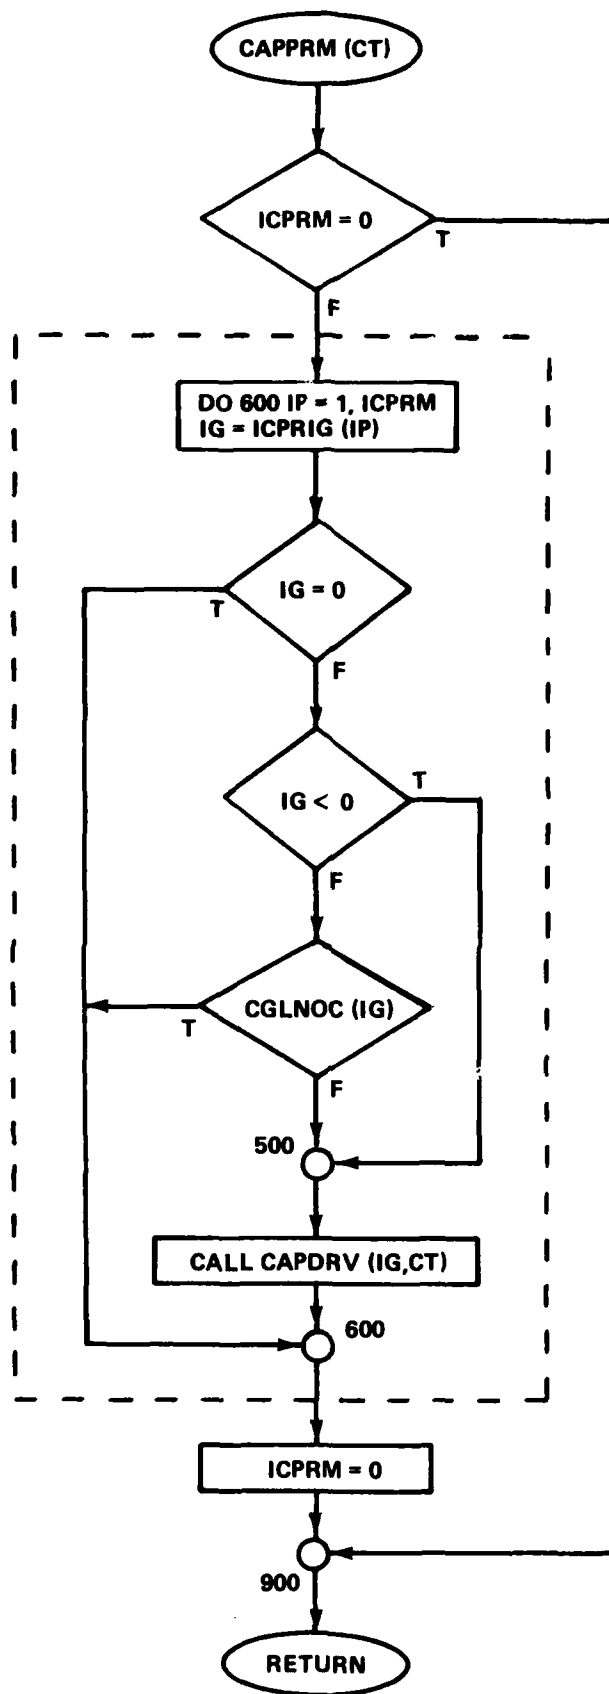 CAPPRM (CT)
ICPRM = 0
T
F
DO 600 IP = 1, ICPRM
IG = ICPRIG (IP)
IG = 0
T
F
IG < 0
T
F
CGLNOC (IG)
T
F
500
CALL CAPDRV (IG,CT)
600
ICPRM = 0
900
RETURN